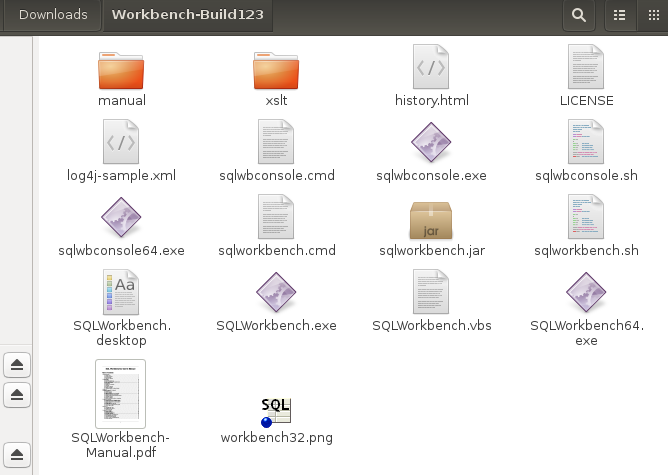 Downloads
Workbench-Build123
manual
xslt
</>
history.html
LICENSE
</>
log4j-sample.xml
sqlwbconsole.cmd
sqlwbconsole.exe
sqlwbconsole.sh
sqlwbconsole64.exe
sqlworkbench.cmd
jar
sqlworkbench.jar
sqlworkbench.sh
Aa
SQLWorkbench.
desktop
SQLWorkbench.exe
SQLWorkbench.vbs
SQLWorkbench64.
exe
SQLWorkbench-
Manual.pdf
SQL
workbench32.png